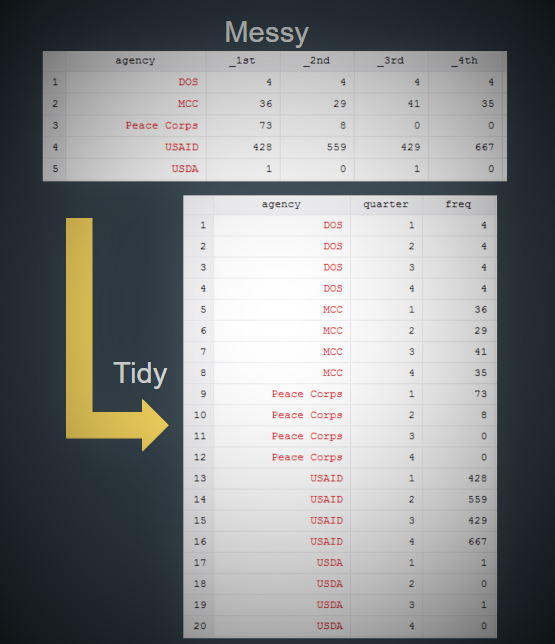 Messy
agency _1st _2nd _3rd _4th
1 DOS 4 4 4 4
2 MCC 36 29 41 35
3 Peace Corps 73 8 0 0
4 USAID 428 559 429 667
5 USDA 1 0 1 0
agency quarter freq
1 DOS 1 4
2 DOS 2 4
3 DOS 3 4
4 DOS 4 4
5 MCC 1 36
6 MCC 2 29
7 MCC 3 41
8 MCC 4 35
Tidy
9 Peace Corps 1 73
10 Peace Corps 2 8
11 Peace Corps 3 0
12 Peace Corps 4 0
13 USAID 1 428
14 USAID 2 559
15 USAID 3 429
16 USAID 4 667
17 USDA 1 1
18 USDA 2 0
19 USDA 3 1
20 USDA 4 0